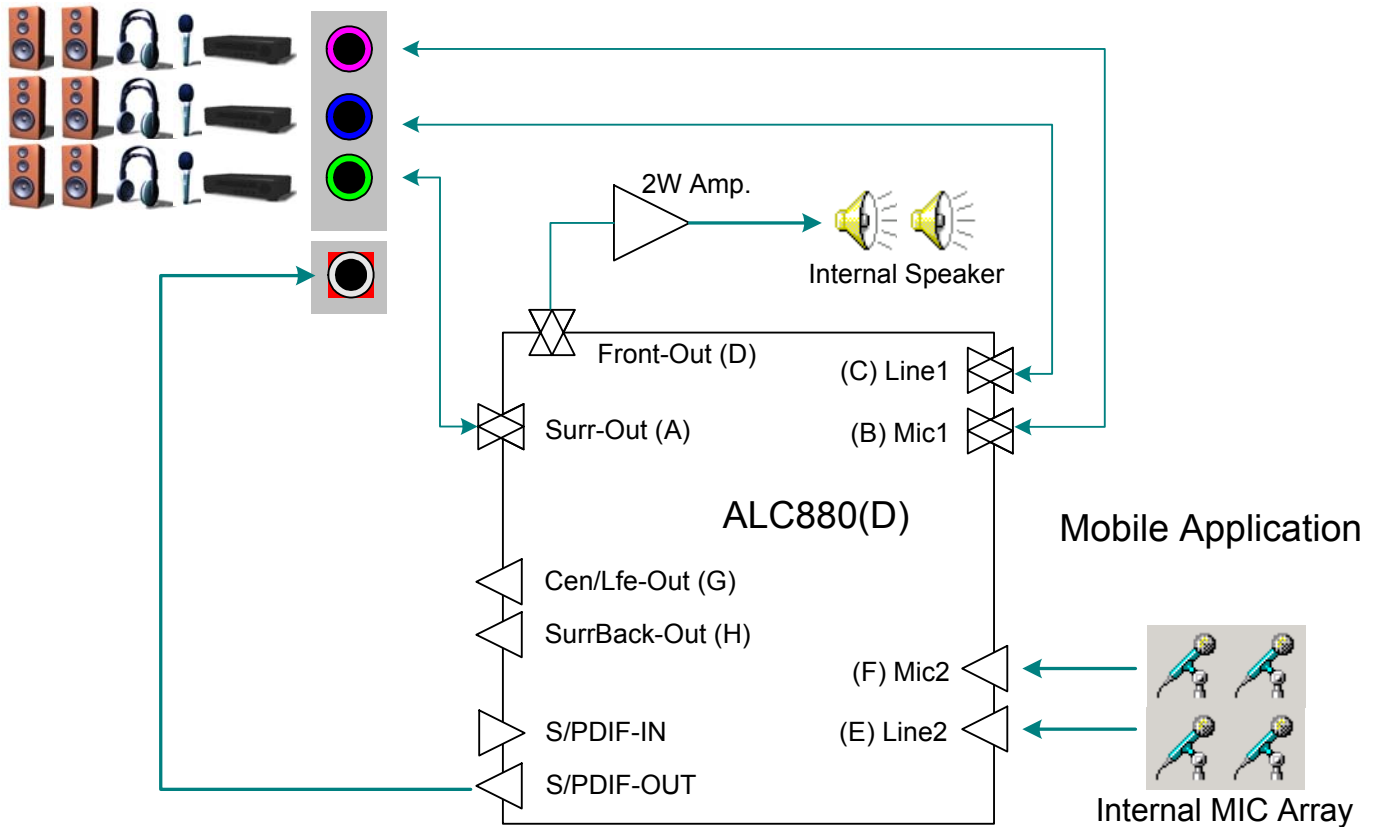 2W Amp.
Internal Speaker
Front-Out (D)
(C) Line1
Surr-Out (A)
(B) Mic1
ALC880(D)
Mobile Application
Cen/Lfe-Out (G)
SurrBack-Out (H)
(F) Mic2
S/PDIF-IN
(E) Line2
S/PDIF-OUT
Internal MIC Array